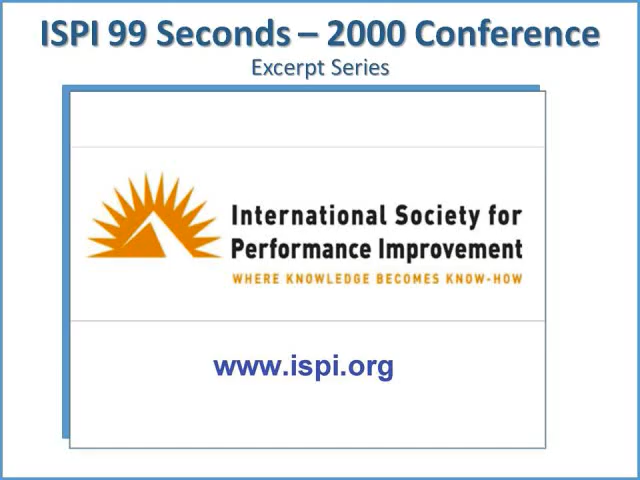 ISPI 99 Seconds – 2000 Conference
Excerpt Series
International Society for
Performance Improvement
WHERE KNOWLEDGE BECOMES KNOW-HOW
www.ispi.org